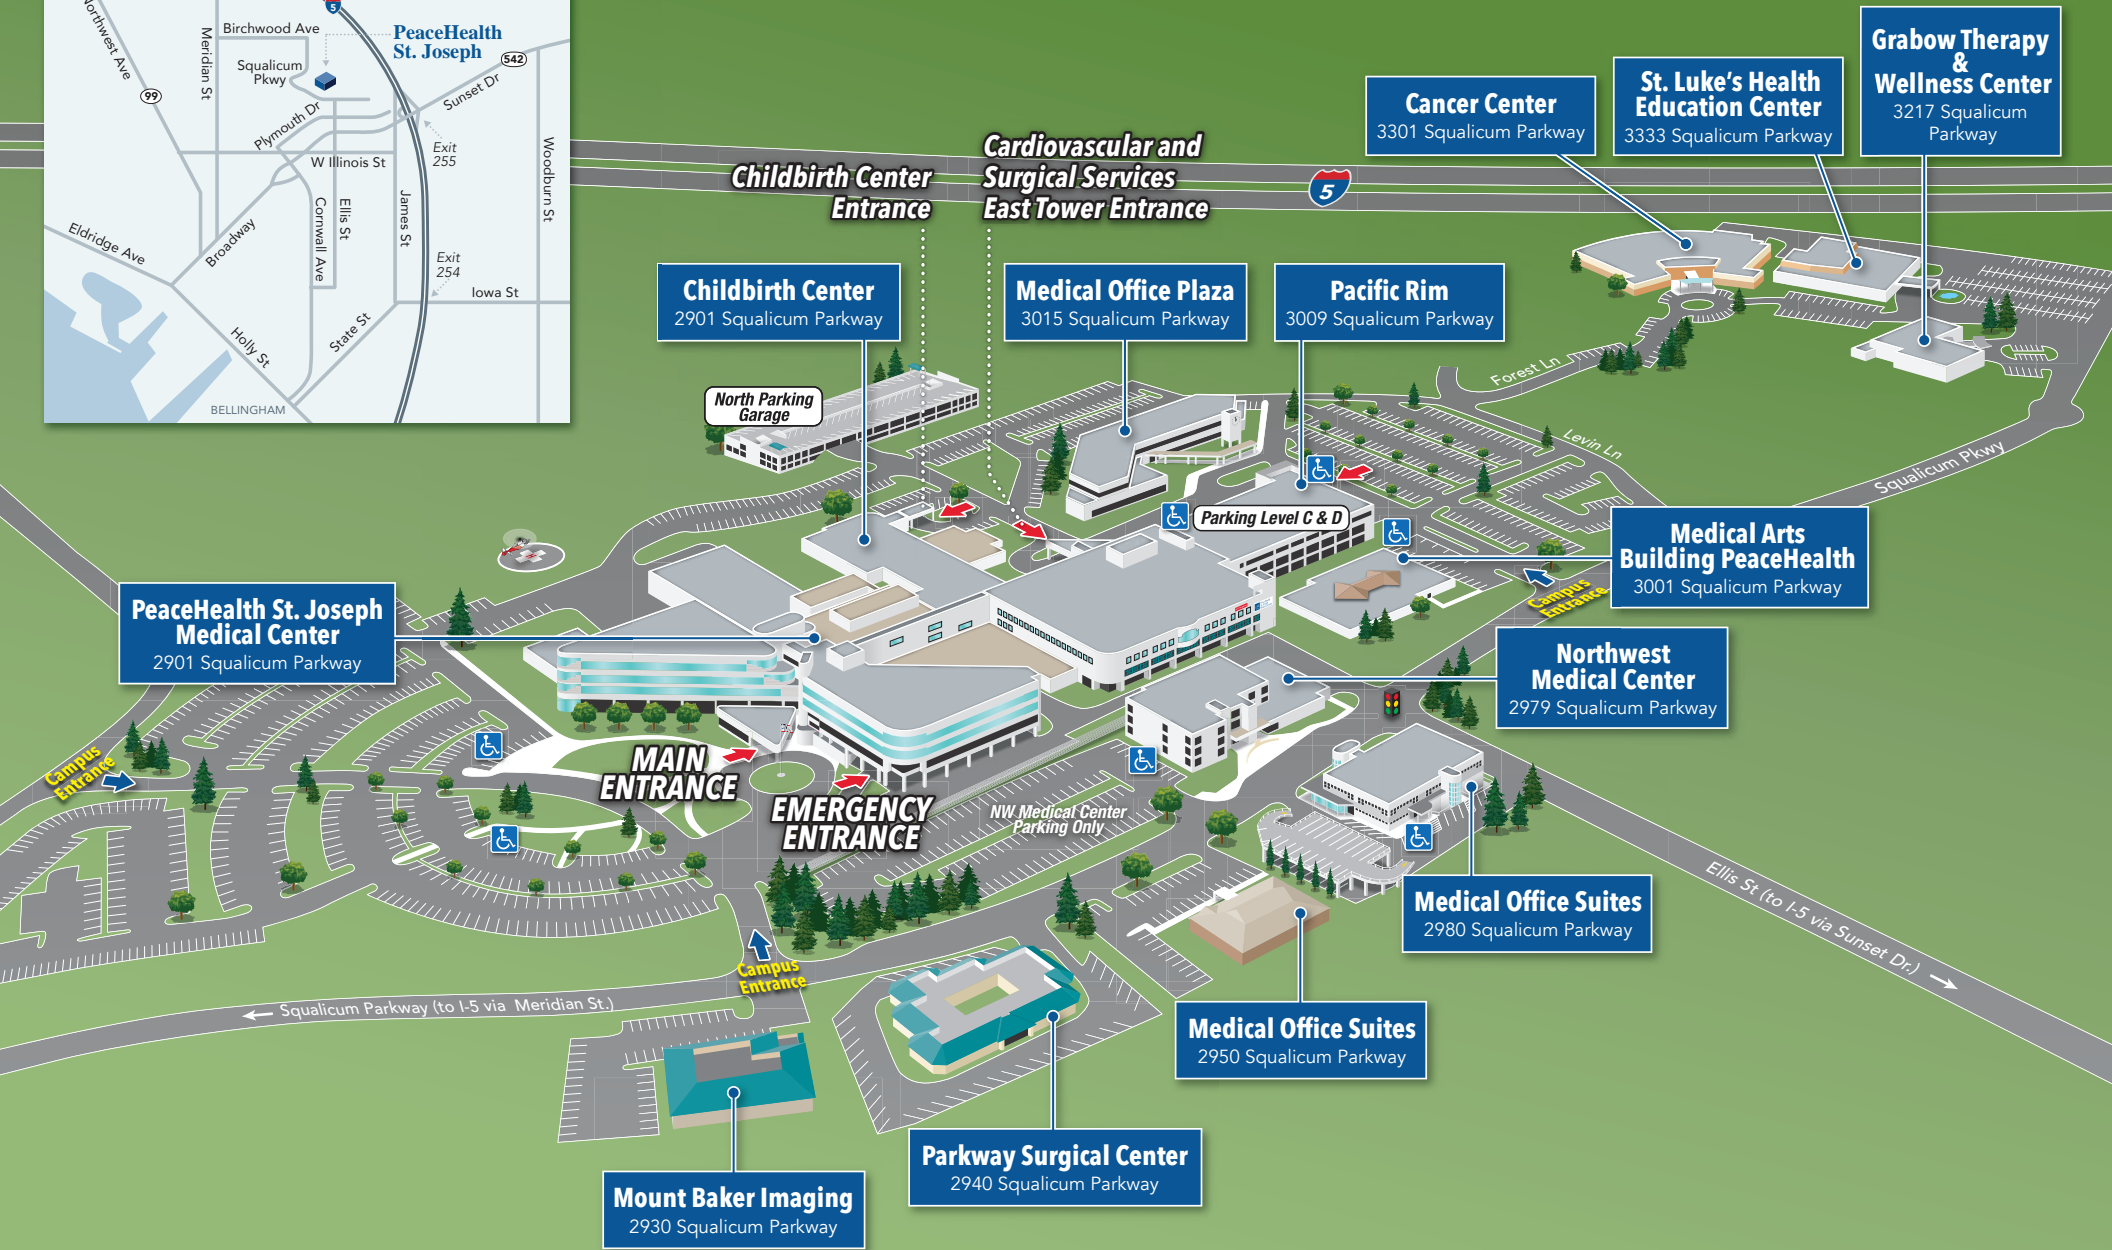 5
Northwest Ave
99
Meridian St
Birchwood Ave
Squalicum
Pkwy
PeaceHealth
St. Joseph
542
Sunset Dr
Plymouth Dr
W Illinois St
Exit
255
Woodburn St
James St
Ellis St
Cornwall Ave
Broadway
Eldridge Ave
Exit
254
Iowa St
State St
Holly St
BELLINGHAM
Childbirth Center
Entrance
Cardiovascular and
Surgical Services
East Tower Entrance
5
Cancer Center
3301 Squalicum Parkway
St. Luke's Health
Education Center
3333 Squalicum Parkway
Grabow Therapy
&
Wellness Center
3217 Squalicum
Parkway
Childbirth Center
2901 Squalicum Parkway
Medical Office Plaza
3015 Squalicum Parkway
Pacific Rim
3009 Squalicum Parkway
North Parking
Garage
Forest Ln
Levin Ln
Squalicum Pkwy
Parking Level C & D
H
Medical Arts
Building PeaceHealth
3001 Squalicum Parkway
Campus
Entrance
PeaceHealth St. Joseph
Medical Center
2901 Squalicum Parkway
Northwest
Medical Center
2979 Squalicum Parkway
Campus
Entrance
MAIN
ENTRANCE
EMERGENCY
ENTRANCE
NW Medical Center
Parking Only
Medical Office Suites
2980 Squalicum Parkway
Ellis St (to I-5 via Sunset Dr.)
Campus
Entrance
Squalicum Parkway (to I-5 via Meridian St.)
Medical Office Suites
2950 Squalicum Parkway
Parkway Surgical Center
2940 Squalicum Parkway
Mount Baker Imaging
2930 Squalicum Parkway